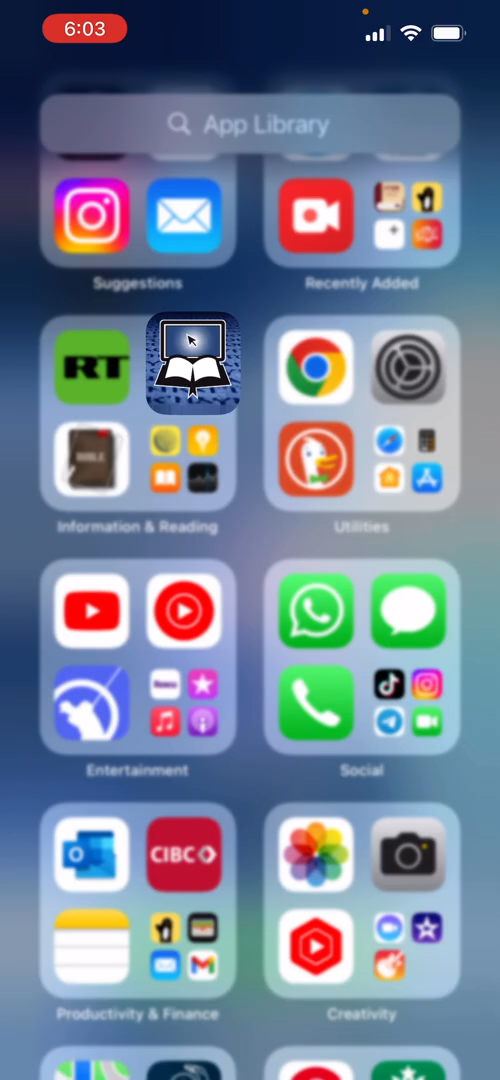 6:03
App Library
Suggestions
Recently Added
RT
BIBLE
Information & Reading
Utilities
Entertainment
Social
O
CIBC
Productivity & Finance
Creativity